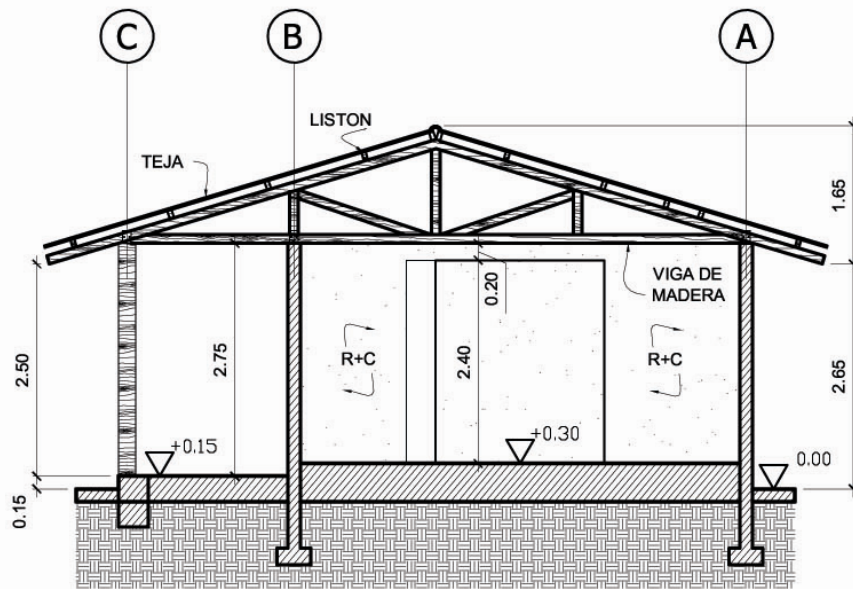 C
B
A
LISTON
TEJA
1.65
VIGA DE
MADERA
0.20
R+C
R+C
2.50
2.75
2.40
2.65
+0.15
+0.30
0.00
0.15